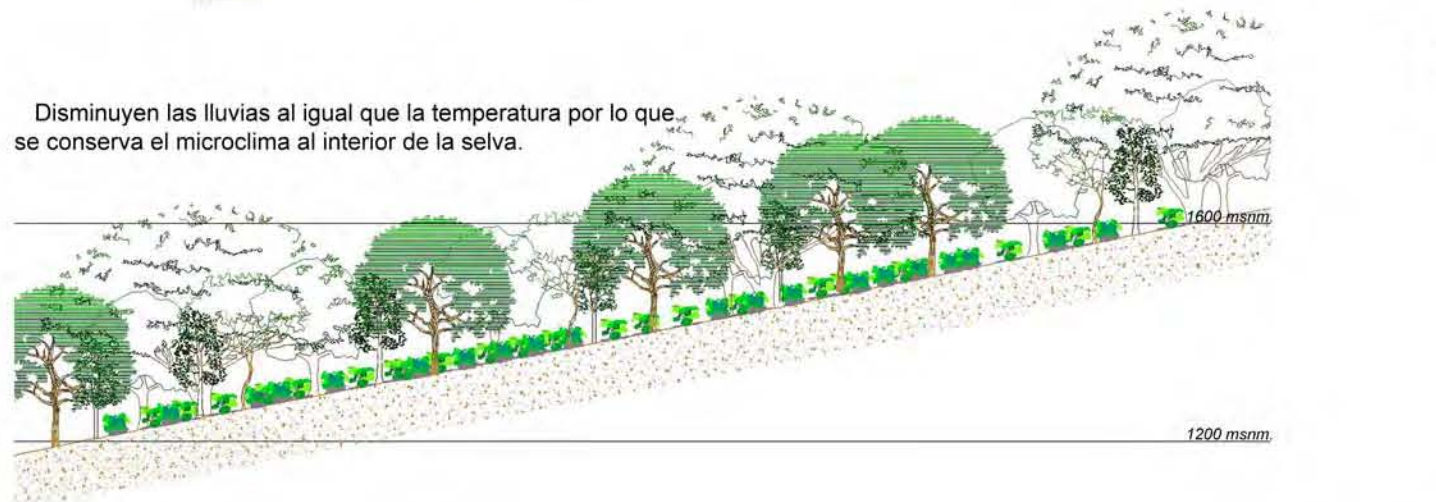 Disminuyen las lluvias al igual que la temperatura por lo que
se conserva el microclima al interior de la selva.
1600 msnm.
1200 msnm.